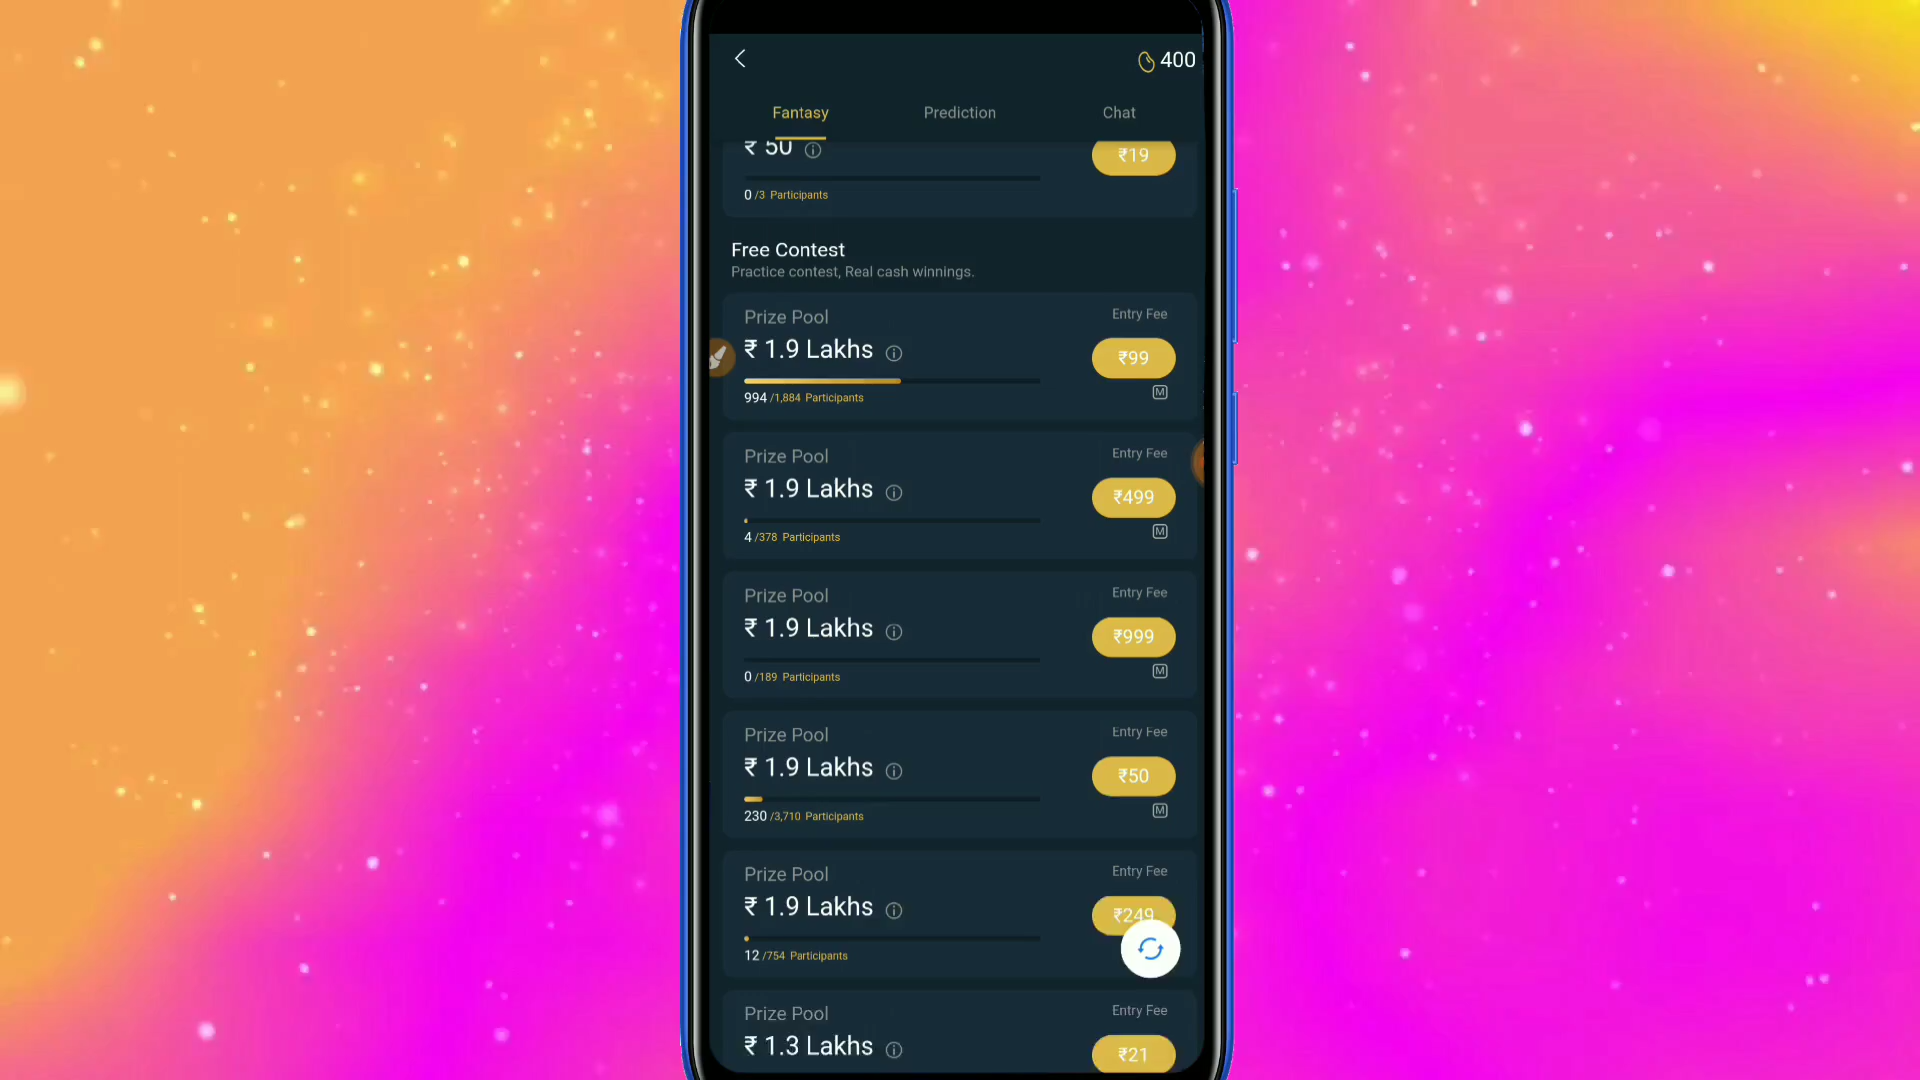 400
Fantasy Prediction Chat
₹ 50 ₹19
0 /3 Participants
Free Contest
Practice contest, Real cash winnings.
Prize Pool Entry Fee
₹ 1.9 Lakhs ₹99
994 /1,884 Participants M
Prize Pool Entry Fee
₹ 1.9 Lakhs ₹499
4 /378 Participants M
Prize Pool Entry Fee
₹ 1.9 Lakhs ₹999
0 /189 Participants M
Prize Pool Entry Fee
₹ 1.9 Lakhs ₹50
230 /3,710 Participants M
Prize Pool Entry Fee
₹ 1.9 Lakhs ₹249
12 /754 Participants
Prize Pool Entry Fee
₹ 1.3 Lakhs ₹21